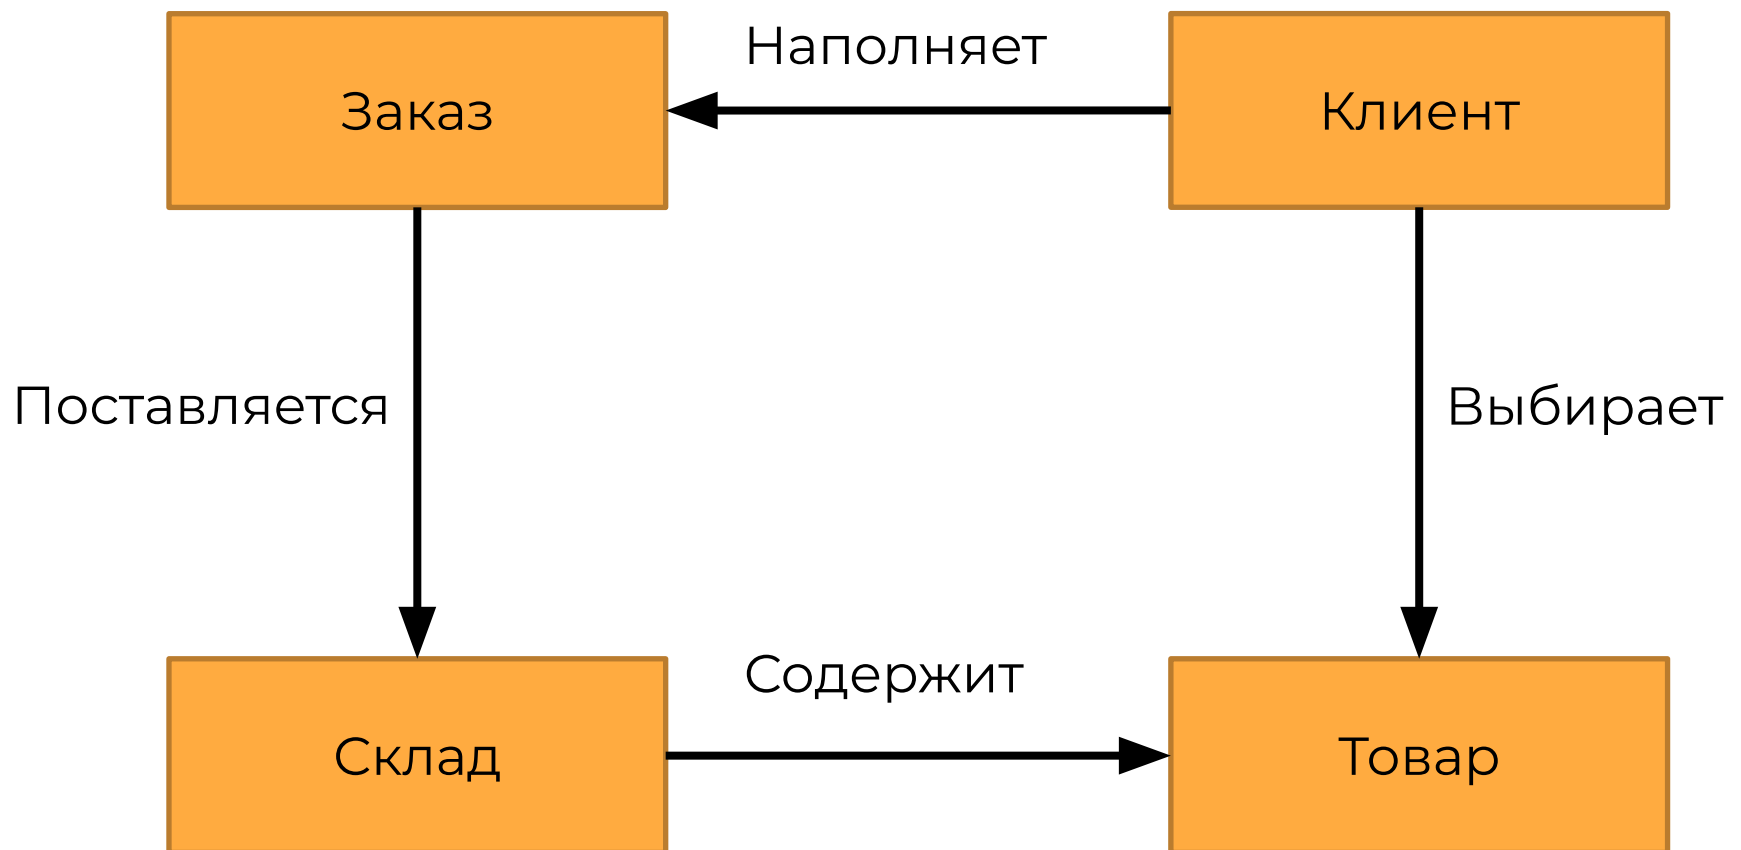 Наполняет
Заказ
Клиент
Поставляется
Выбирает
Содержит
Склад
Товар